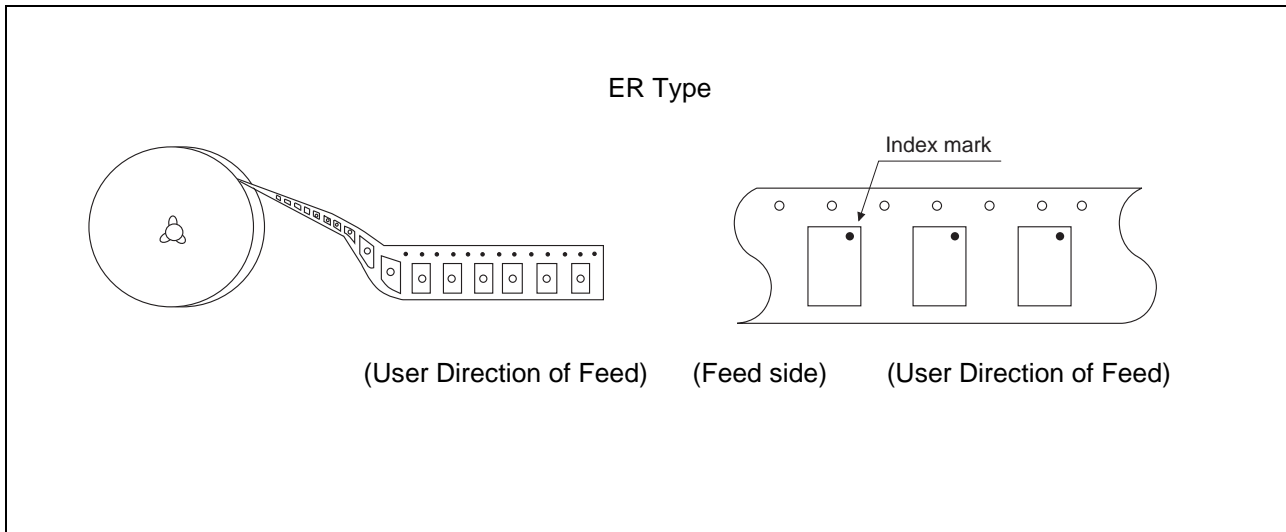 ER Type
Index mark
(User Direction of Feed)
(Feed side)
(User Direction of Feed)